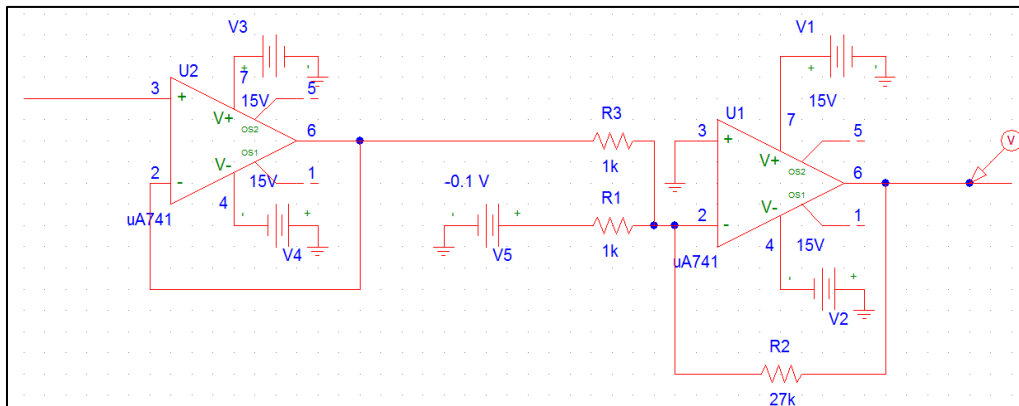 V3
V1
U2
7
3
+
15V
5
V+
OS2
6
OS1
V-
2
-
15V
1
uA741
4
V4
R3
1k
-0.1 V
R1
1k
V5
U1
7
15V
3
+
5
V+
OS2
6
V
OS1
V-
2
-
1
uA741
4
15V
V2
R2
27k